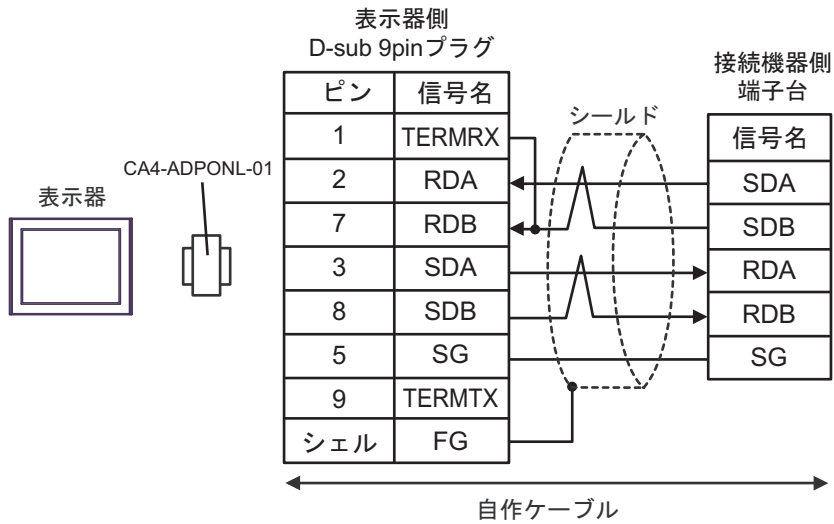 表示器側
D-sub 9pinプラグ
接続機器側
端子台
ピン 信号名
シールド
信号名
1 TERMRX
CA4-ADPONL-01
2 RDA
SDA
表示器
7 RDB
SDB
3 SDA
RDA
8 SDB
RDB
5 SG
SG
9 TERMTX
シェル FG
自作ケーブル